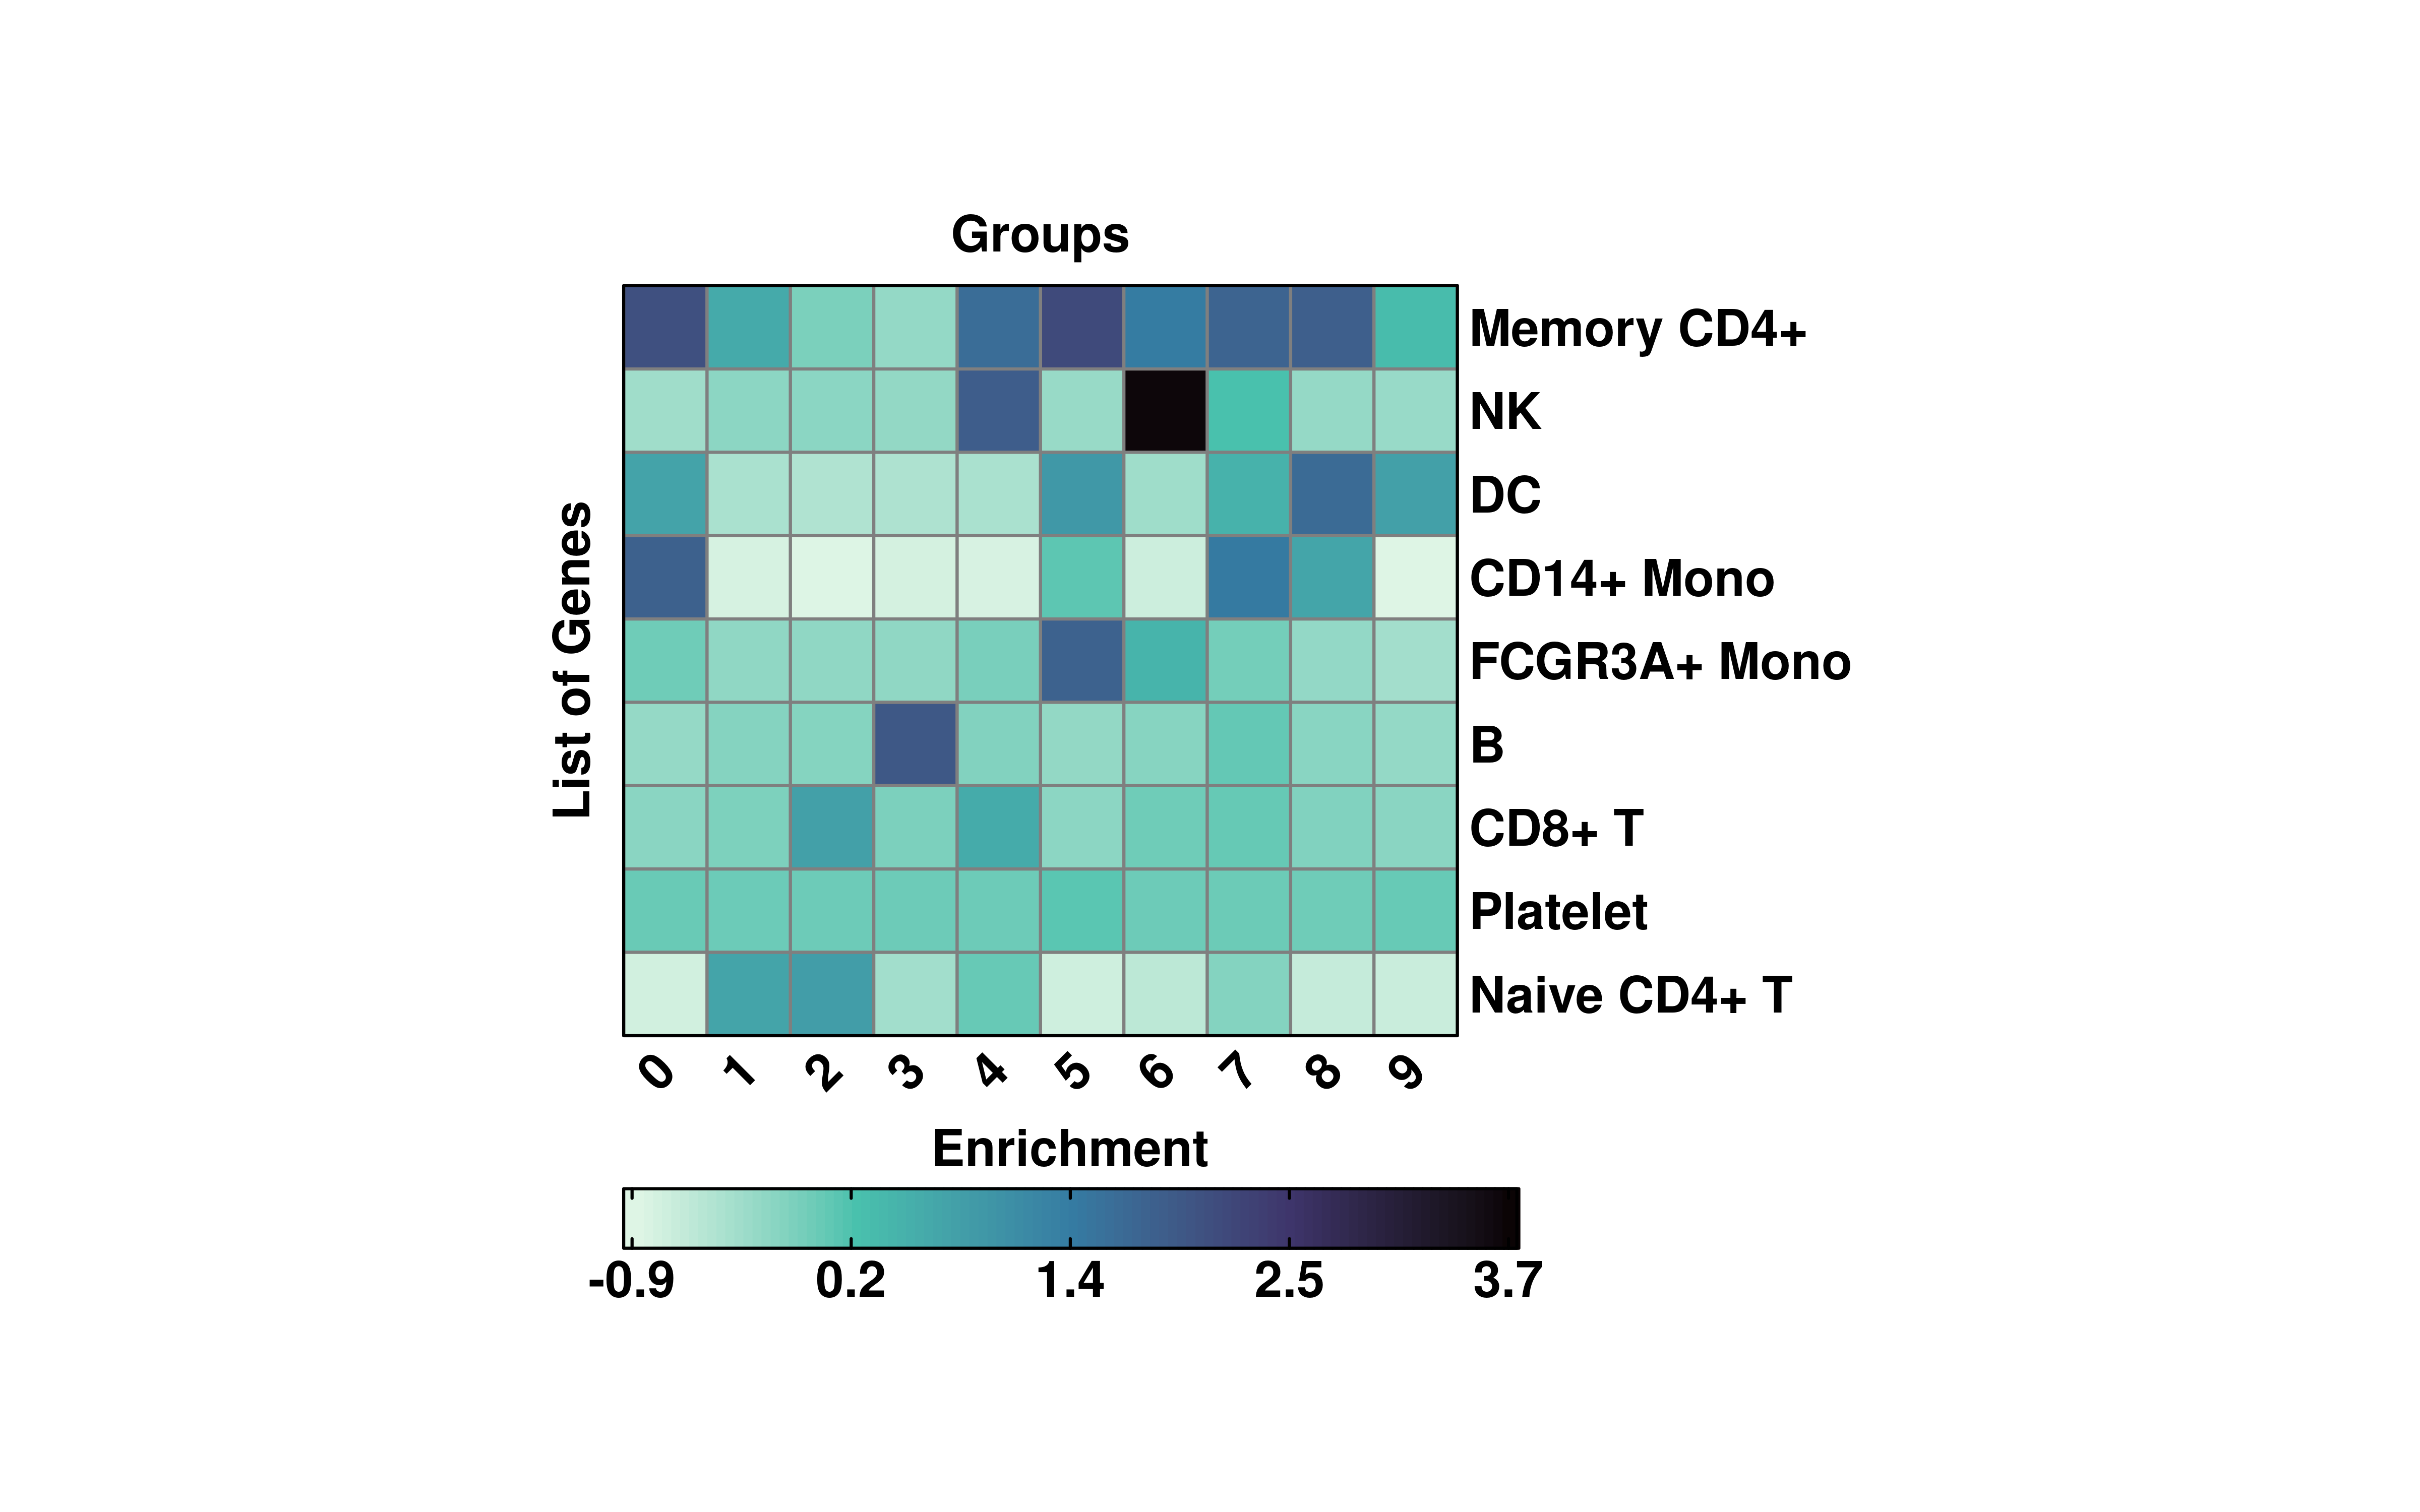 Groups
List of Genes
Memory CD4+
NK
DC
CD14+ Mono
FCGR3A+ Mono
B
CD8+ T
Platelet
Naive CD4+ T
0 1 2 3 4 5 6 7 8 9
Enrichment
-0.9 0.2 1.4 2.5 3.7